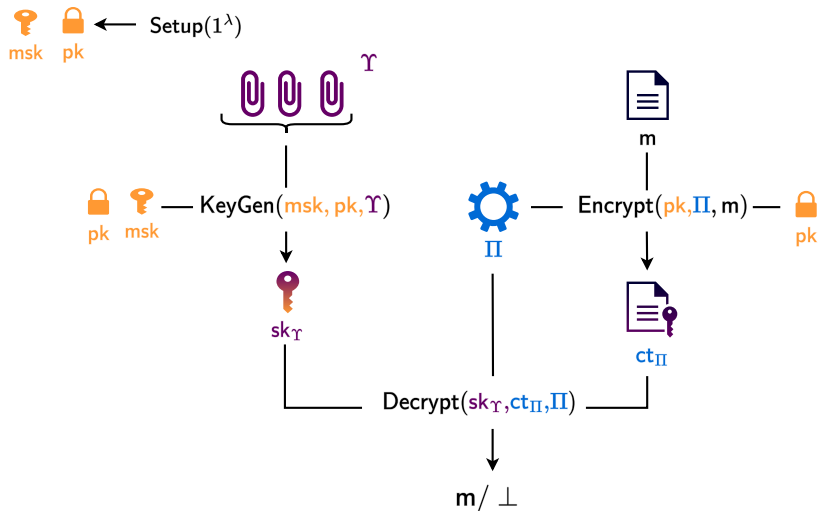 Setup(1^λ)
msk pk
ϒ
m
KeyGen(msk, pk,ϒ)
Encrypt(pk,Π, m)
pk msk
pk
Π
sk_ϒ
ct_Π
Decrypt(sk_ϒ,ct_Π,Π)
m/ ⊥